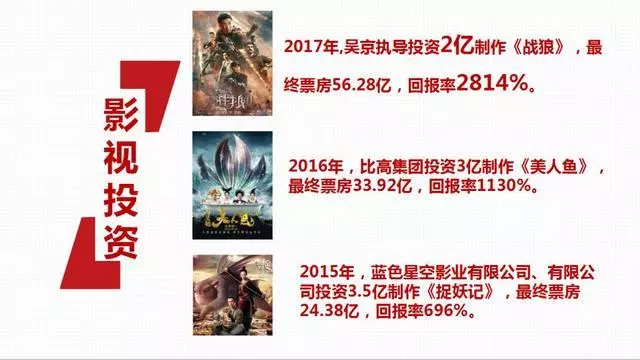 影视投资
2017年,吴京执导投资2亿制作《战狼》，最
终票房56.28亿，回报率2814%。
2016年，比高集团投资3亿制作《美人鱼》，
最终票房33.92亿，回报率1130%。
美人鱼
2015年，蓝色星空影业有限公司、有限公
司投资3.5亿制作《捉妖记》，最终票房
24.38亿，回报率696%。